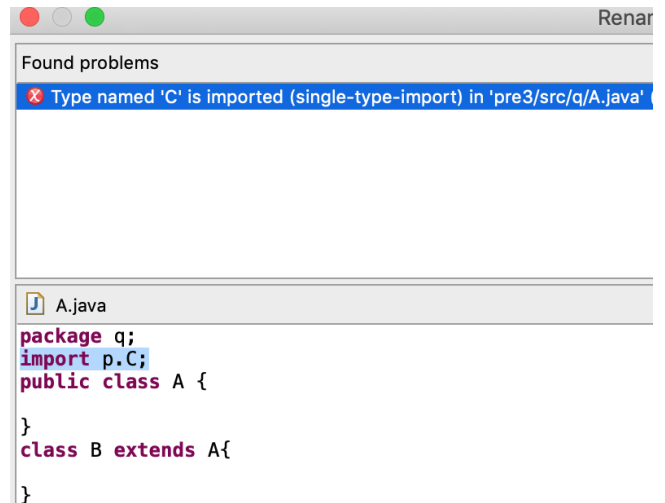 Renar
Found problems
Type named 'C' is imported (single-type-import) in 'pre3/src/q/A.java' (
A.java
package q;
import p.C;
public class A {
}
class B extends A{
}